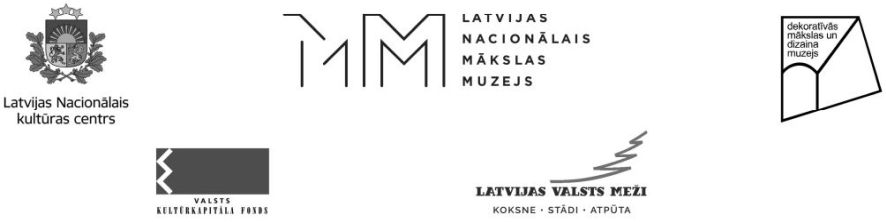 Latvijas Nacionālais
kultūras centrs
LATVIJAS
NACIONĀLAIS
MĀKSLAS
MUZEJS
dekoratīvās
mākslas un
dizaina
muzejs
VALSTS
KULTŪRKAPITĀLA FONDS
LATVIJAS VALSTS MEŽI
KOKSNE · STĀDI · ATPŪTA